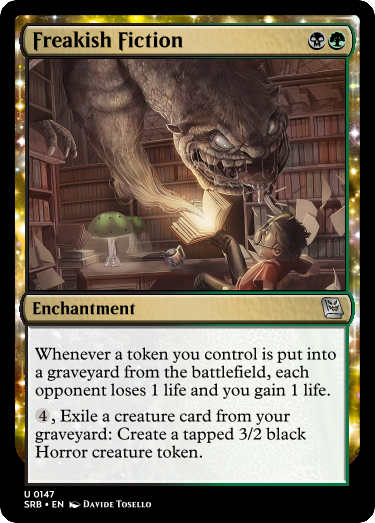 Freakish Fiction
Enchantment
Whenever a token you control is put into
a graveyard from the battlefield, each
opponent loses 1 life and you gain 1 life.
4, Exile a creature card from your
graveyard: Create a tapped 3/2 black
Horror creature token.
U 0147
SRB • EN Davide Tosello